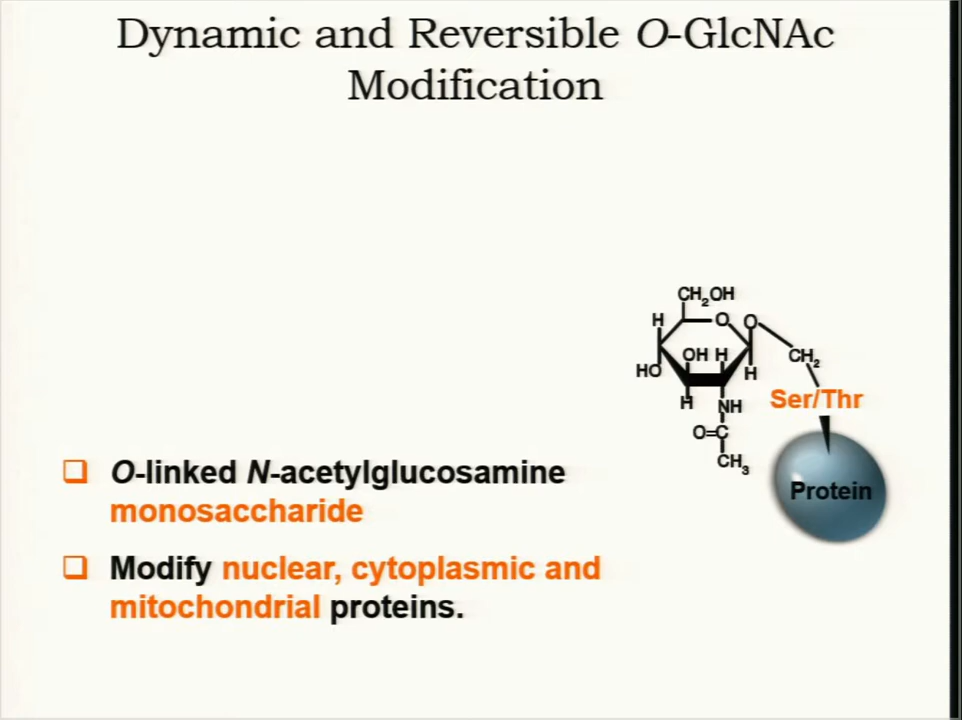 Dynamic and Reversible O-GlcNAc
Modification
CH2OH
H
O
O
OH
H
CH2
HO
H
H
NH
Ser/Thr
O=C
CH3
Protein
O-linked N-acetylglucosamine
monosaccharide
Modify nuclear, cytoplasmic and
mitochondrial proteins.